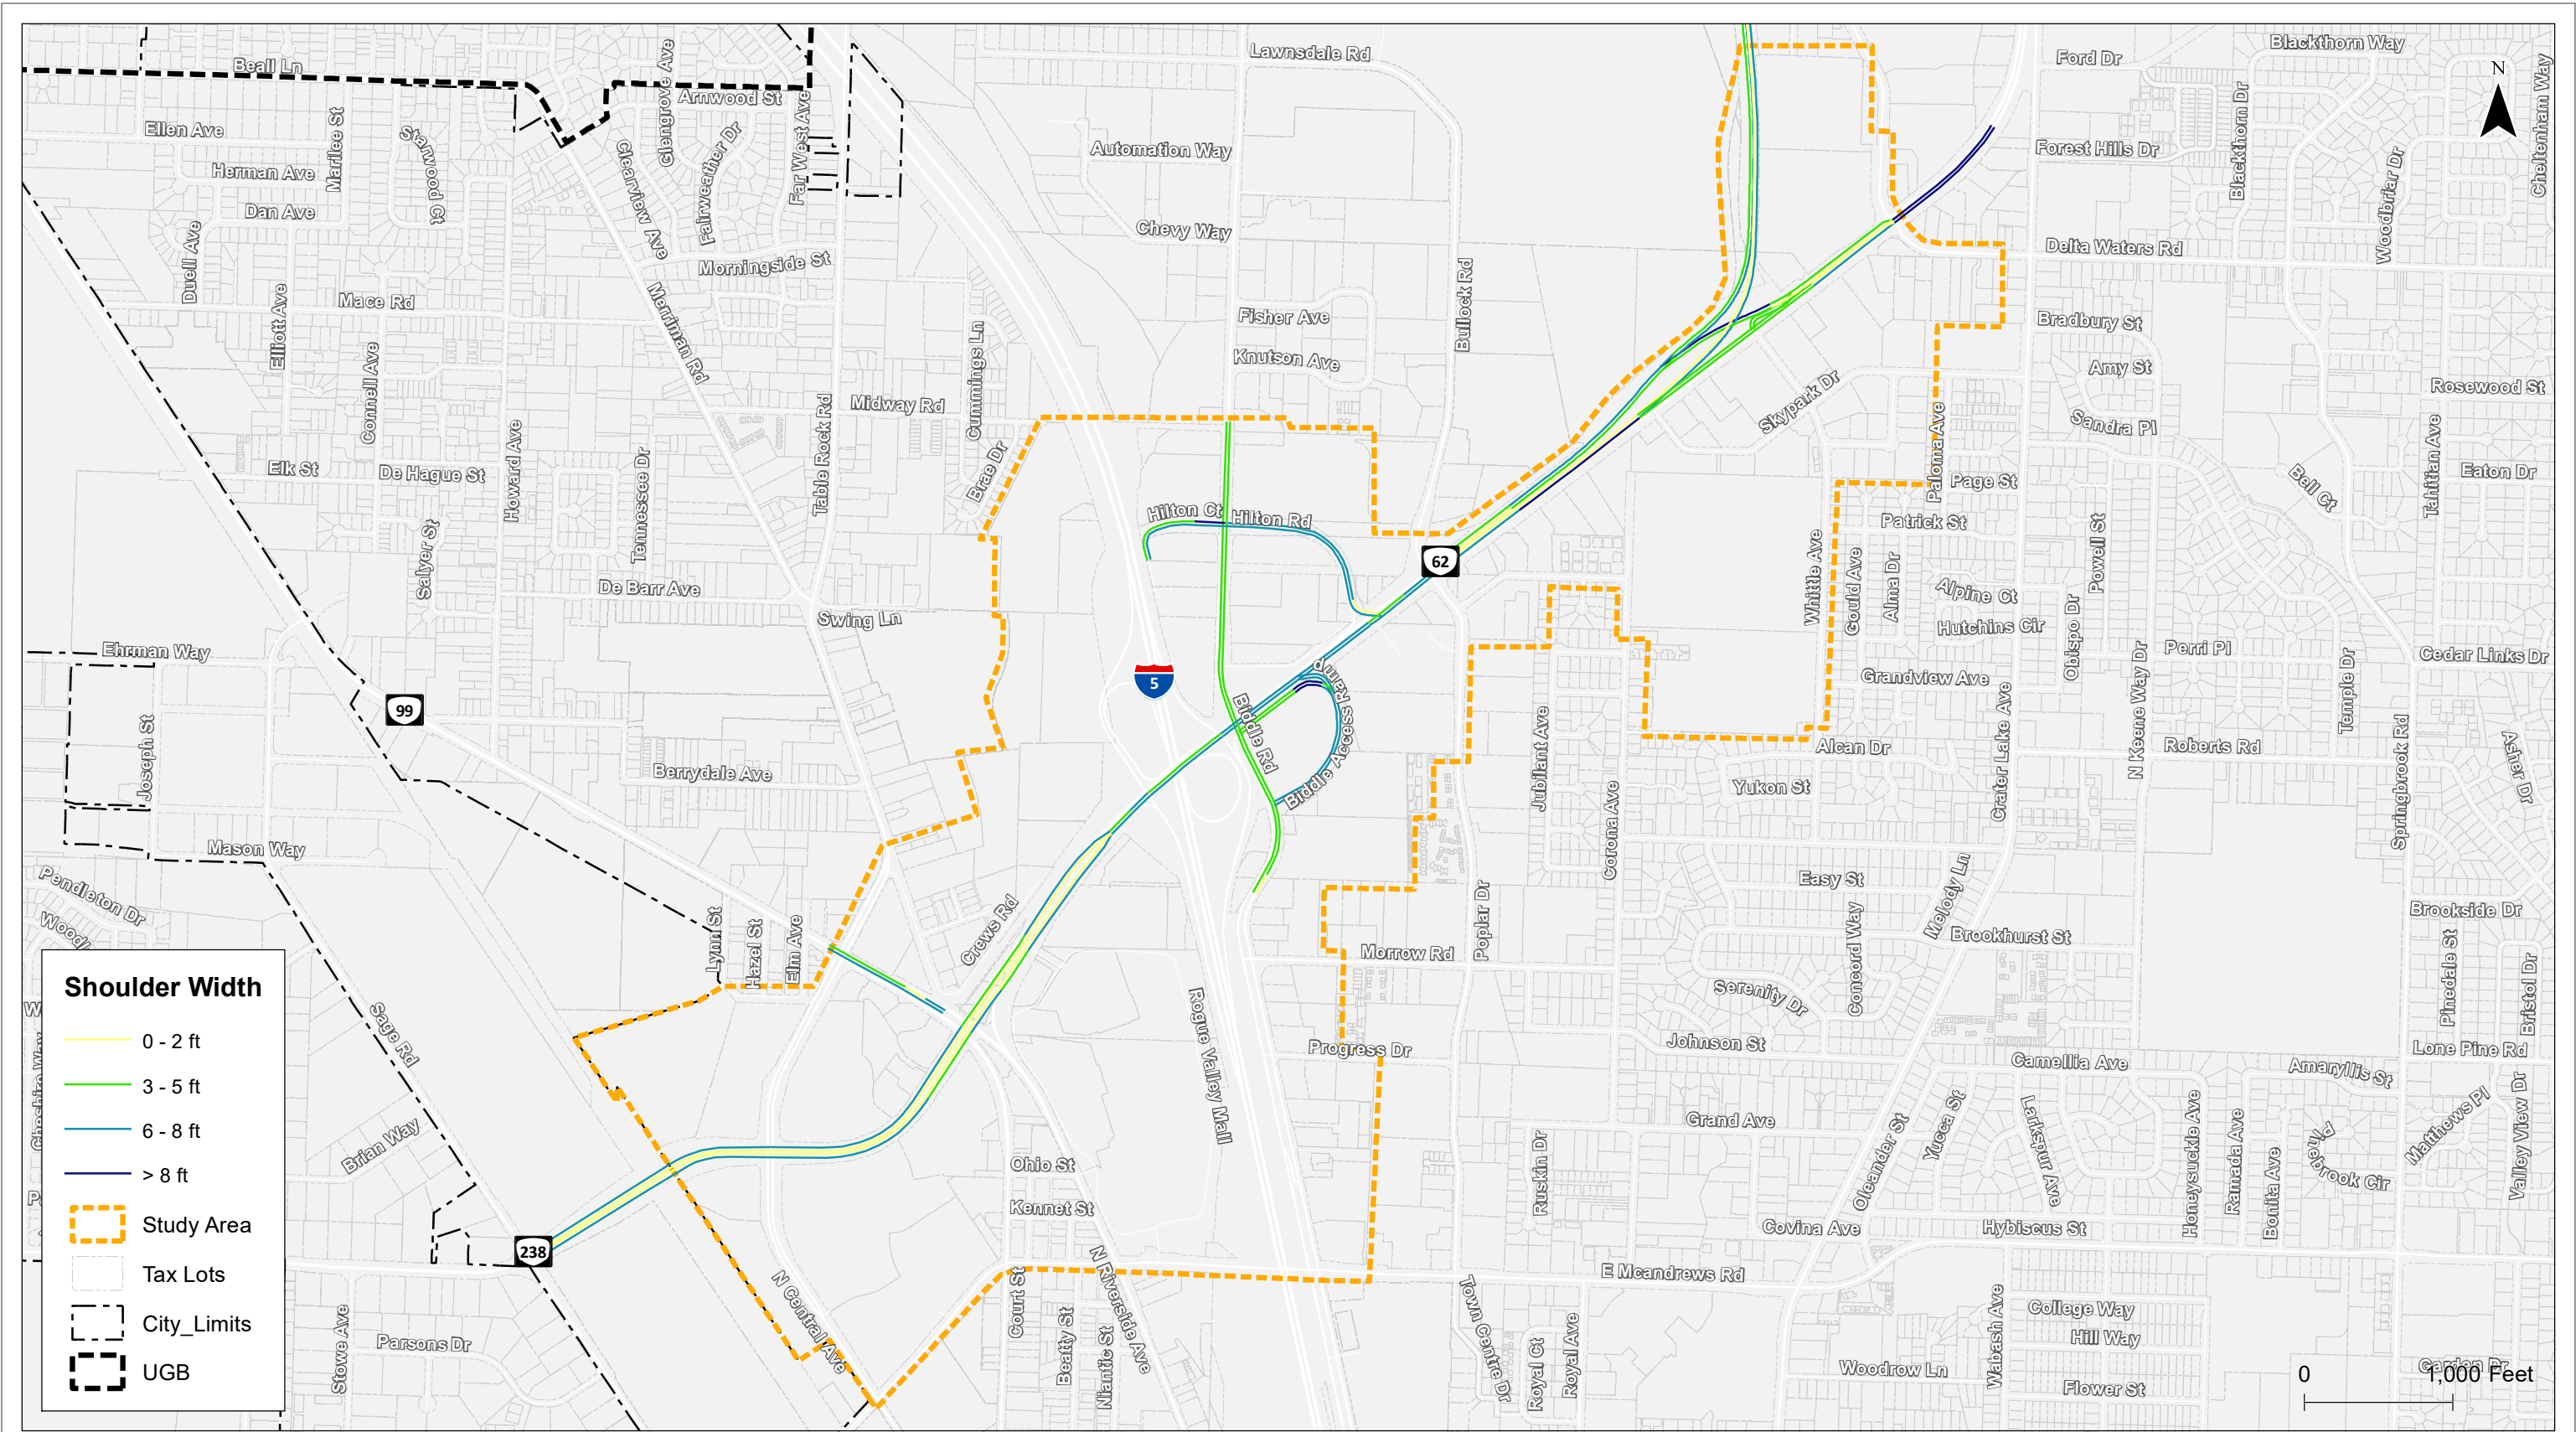 Beall Ln
Glengrove Ave
Arnwood St
Lawnsdale Rd
Ford Dr
Blackthorn Way
N
Ellen Ave
Marilee St
Starwood Ct
Clearview Ave
Fairweather Dr
Far West Ave
Automation Way
Forest Hills Dr
Blackthorn Dr
Woodbriar Dr
Cheltenham Way
Herman Ave
Dan Ave
Duell Ave
Chevy Way
Delta Waters Rd
Morningside St
Mace Rd
Elliott Ave
Merriman Rd
Fisher Ave
Bullock Rd
Bradbury St
Connell Ave
Cummings Ln
Knutson Ave
Amy St
Rosewood St
Midway Rd
Table Rock Rd
Skypark Dr
Paloma Ave
Sandra Pl
Tahitian Ave
Elk St
De Hague St
Howard Ave
Tennessee Dr
Brae Dr
Page St
Bell Ct
Eaton Dr
Hilton Ct
Hilton Rd
Patrick St
Salyer St
62
Whittle Ave
Gould Ave
Alma Dr
Powell St
De Barr Ave
Alpine Ct
Swing Ln
Hutchins Cir
Obispo Dr
Ehrman Way
Perri Pl
Cedar Links Dr
5
Biddle Access Ramp
Grandview Ave
N Keene Way Dr
Temple Dr
99
Biddle Rd
Jubilant Ave
Crater Lake Ave
Springbrook Rd
Joseph St
Berrydale Ave
Alcan Dr
Roberts Rd
Asher Dr
Yukon St
Corona Ave
Mason Way
Pendleton Dr
Easy St
Melody Ln
Lynn St
Hazel St
Elm Ave
Crews Rd
Poplar Dr
Concord Way
Brookside Dr
Morrow Rd
Brookhurst St
Pinedale St
Bristol Dr
Sage Rd
Rogue Valley Mall
Serenity Dr
Progress Dr
Johnson St
Camellia Ave
Amaryllis St
Lone Pine Rd
Grand Ave
Oleander St
Yucca St
Larkspur Ave
Honeysuckle Ave
Ramada Ave
Bonita Ave
Pinebrook Cir
Matthews Pl
Valley View Dr
Brian Way
Ohio St
Ruskin Dr
Kennet St
Covina Ave
Hybiscus St
238
N Central Ave
Court St
N Riverside Ave
E Mcandrews Rd
Town Centre Dr
Wabash Ave
College Way
Stowe Ave
Parsons Dr
Beatty St
Niantic St
Royal Ct
Royal Ave
Hill Way
Woodrow Ln
Garden Dr
Flower St
Shoulder Width
0 - 2 ft
3 - 5 ft
6 - 8 ft
> 8 ft
Study Area
Tax Lots
City_Limits
UGB
0 1,000 Feet